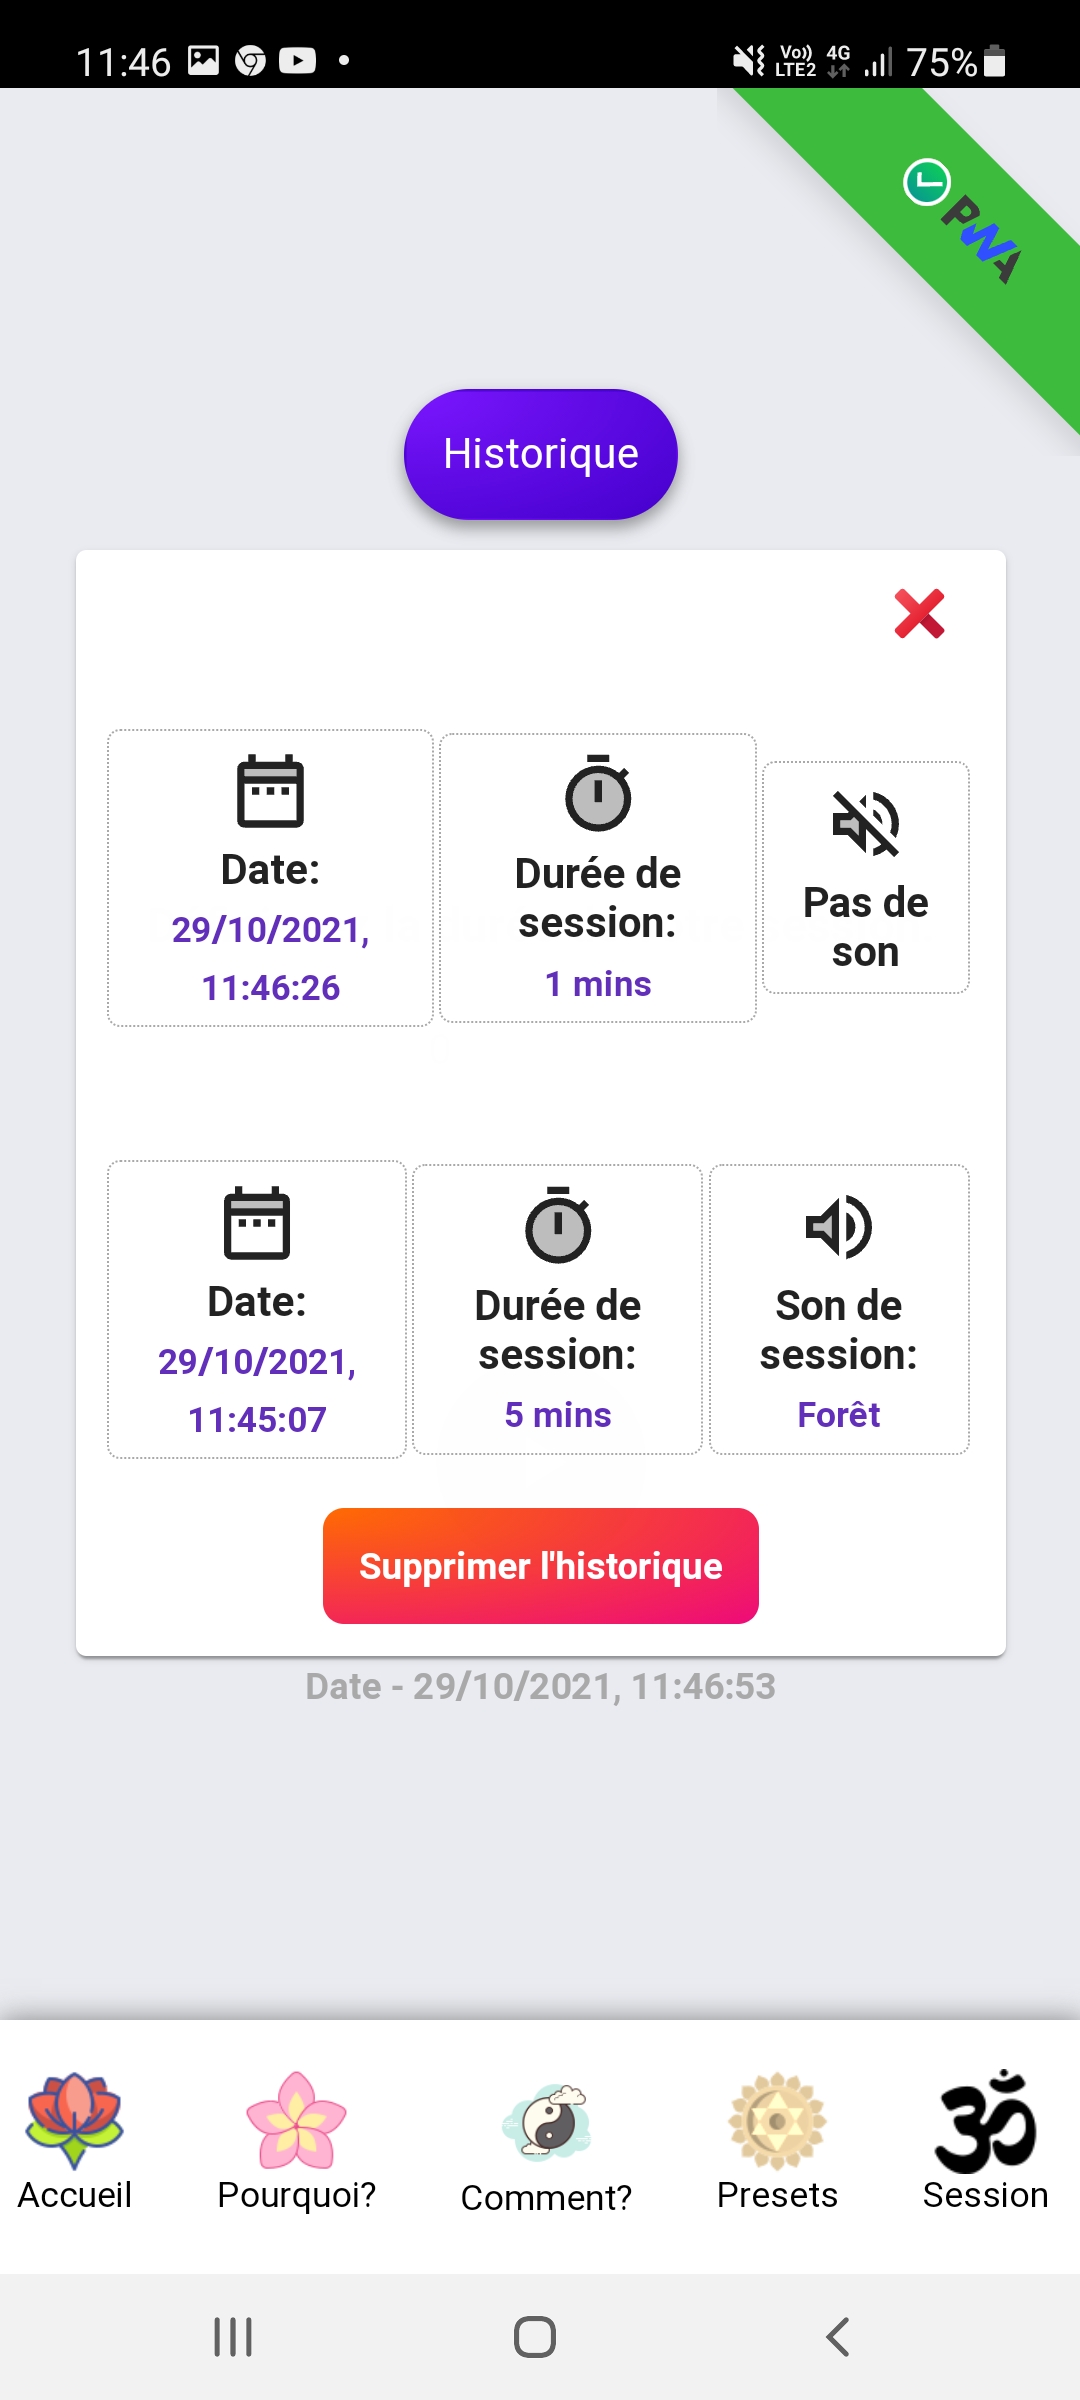 11:46
Vo)) LTE2 4G 75%
PWA
Historique
Date:
29/10/2021,
11:46:26
Durée de
session:
1 mins
Pas de
son
Date:
29/10/2021,
11:45:07
Durée de
session:
5 mins
Son de
session:
Forêt
Supprimer l'historique
Date - 29/10/2021, 11:46:53
Accueil
Pourquoi?
Comment?
Presets
Session